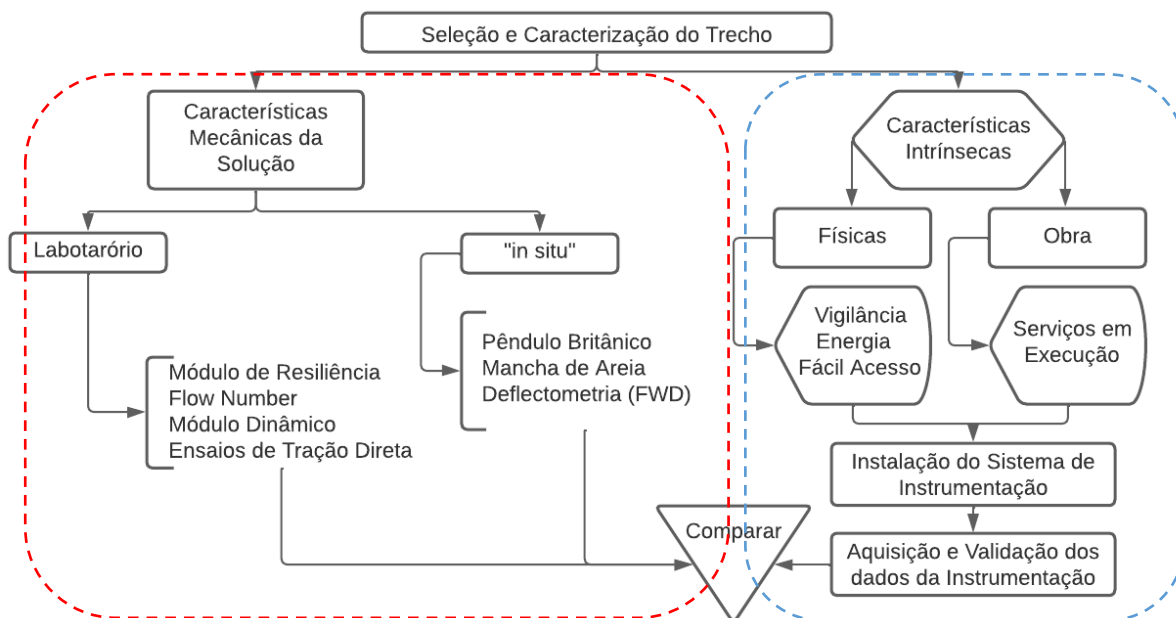 Seleção e Caracterização do Trecho
Características
Mecânicas da
Solução
Labotarório
"in situ"
Módulo de Resiliência
Flow Number
Módulo Dinâmico
Ensaios de Tração Direta
Pêndulo Britânico
Mancha de Areia
Deflectometria (FWD)
Características
Intrínsecas
Físicas
Obra
Vigilância
Energia
Fácil Acesso
Serviços em
Execução
Instalação do Sistema de
Instrumentação
Aquisição e Validação dos
dados da Instrumentação
Comparar